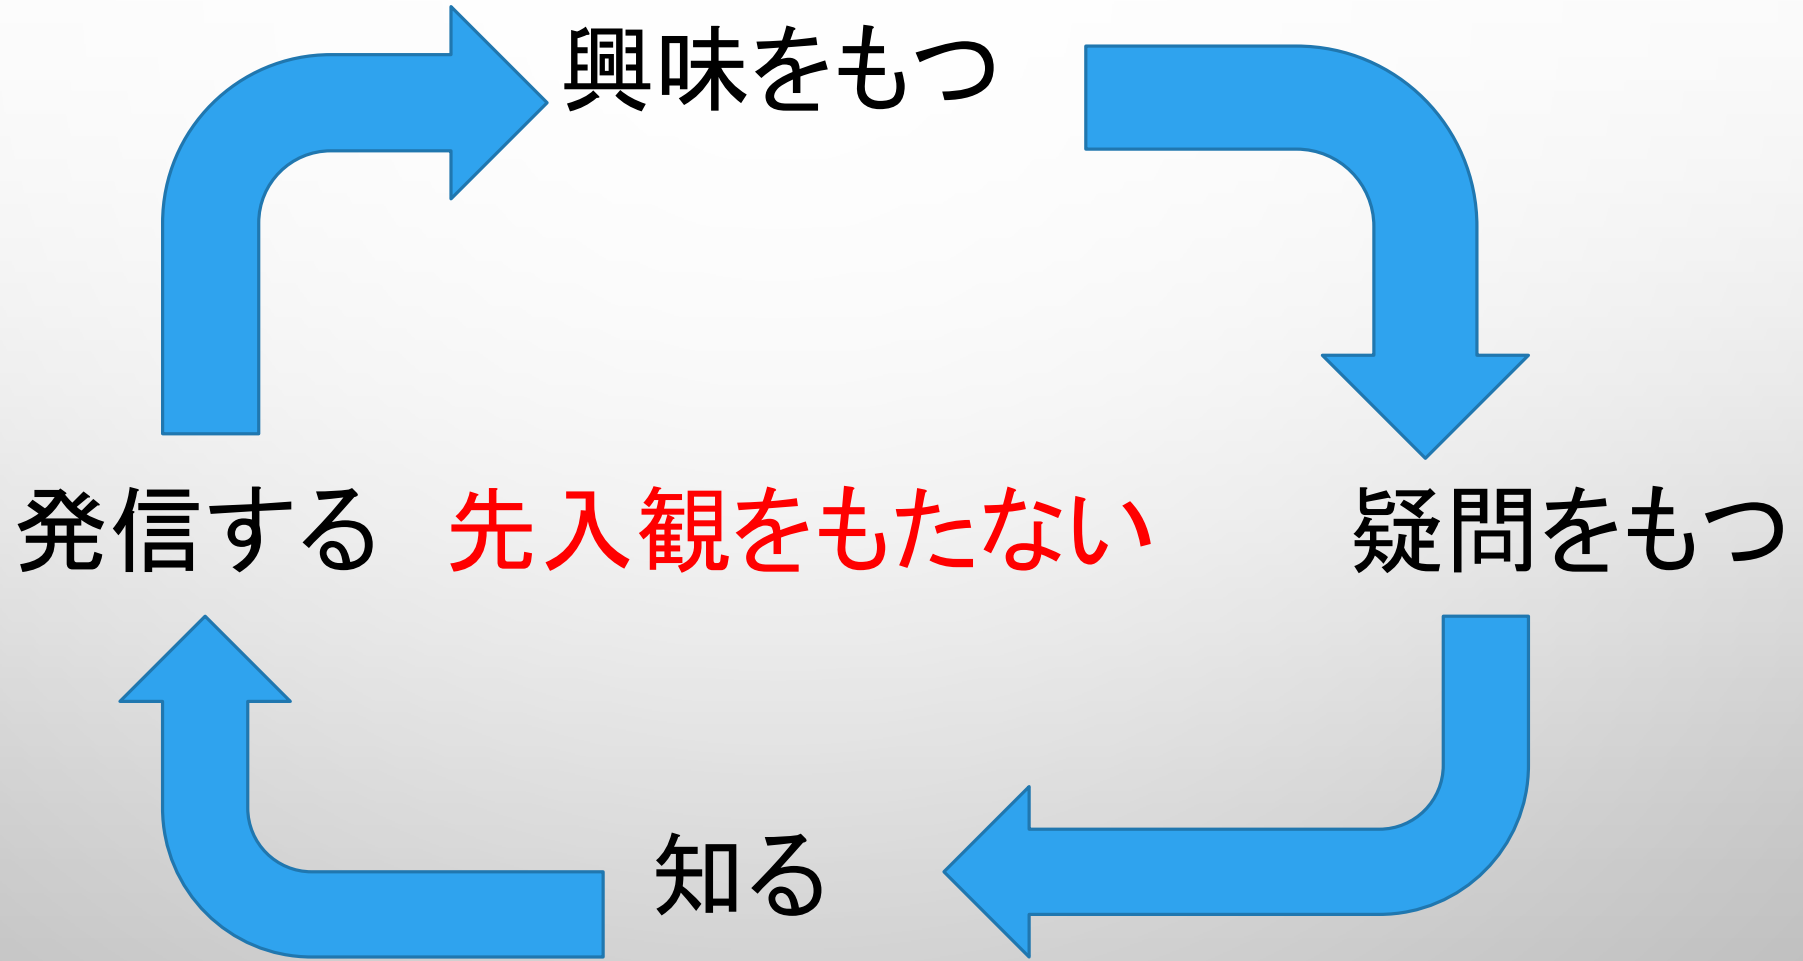 興味をもつ
発信する
先入観をもたない
疑問をもつ
知る